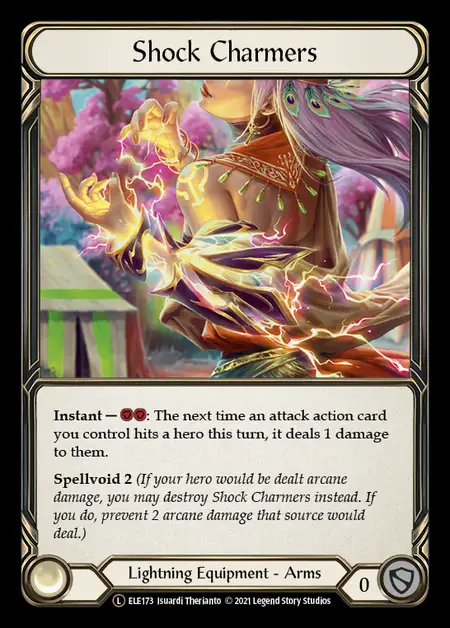 Shock Charmers
Instant — : The next time an attack action card
you control hits a hero this turn, it deals 1 damage
to them.
Spellvoid 2 (If your hero would be dealt arcane
damage, you may destroy Shock Charmers instead. If
you do, prevent 2 arcane damage that source would
deal.)
Lightning Equipment - Arms
0
L ELE173 Isuardi Therianto © 2021 Legend Story Studios